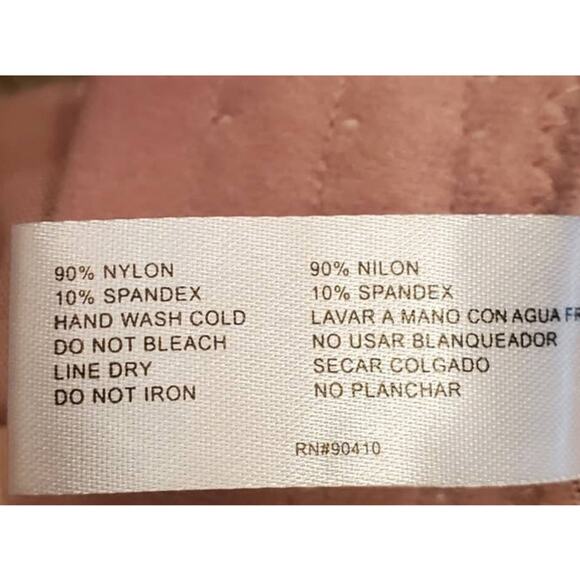 90% NYLON
10% SPANDEX
HAND WASH COLD
DO NOT BLEACH
LINE DRY
DO NOT IRON
90% NILON
10% SPANDEX
LAVAR A MANO CON AGUA FR
NO USAR BLANQUEADOR
SECAR COLGADO
NO PLANCHAR
RN#90410